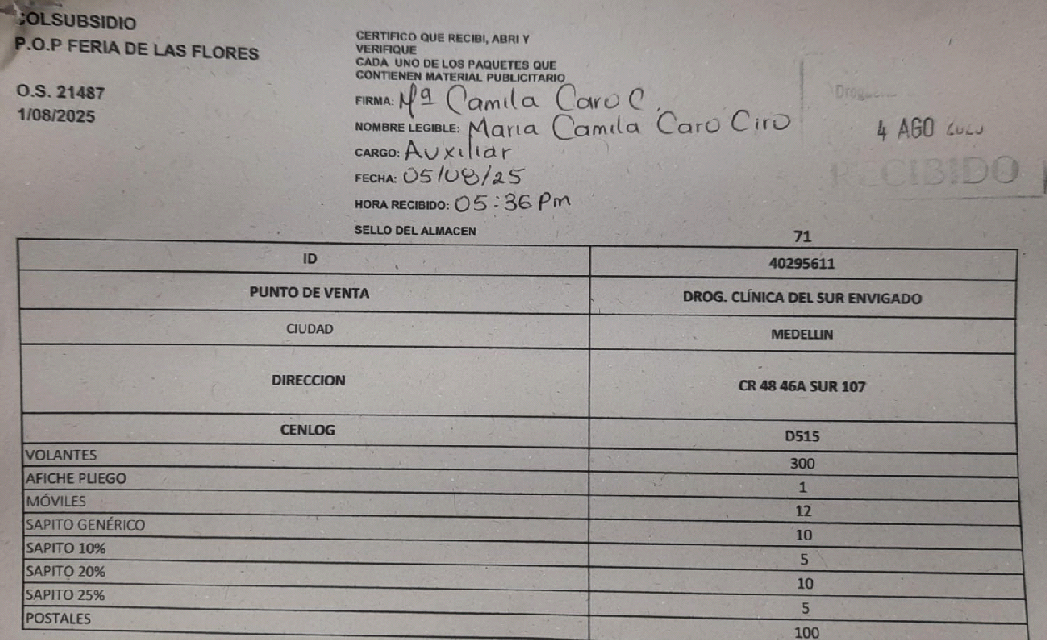 COLSUBSIDIO
P.O.P FERIA DE LAS FLORES
O.S. 21487
1/08/2025
CERTIFICO QUE RECIBI, ABRI Y
VERIFIQUE
CADA UNO DE LOS PAQUETES QUE
CONTIENEN MATERIAL PUBLICITARIO
FIRMA: Mª Camila Caro C.
NOMBRE LEGIBLE: Maria Camila Caro Ciro
CARGO: Auxiliar
FECHA: 05/08/25
HORA RECIBIDO: 05:36 Pm
SELLO DEL ALMACEN
4 AGO
RECIBIDO
71
ID 40295611
PUNTO DE VENTA DROG. CLÍNICA DEL SUR ENVIGADO
CIUDAD MEDELLIN
DIRECCION CR 48 46A SUR 107
CENLOG D515
VOLANTES 300
AFICHE PLIEGO 1
MÓVILES 12
SAPITO GENÉRICO 10
SAPITO 10% 5
SAPITO 20% 10
SAPITO 25% 5
POSTALES 100